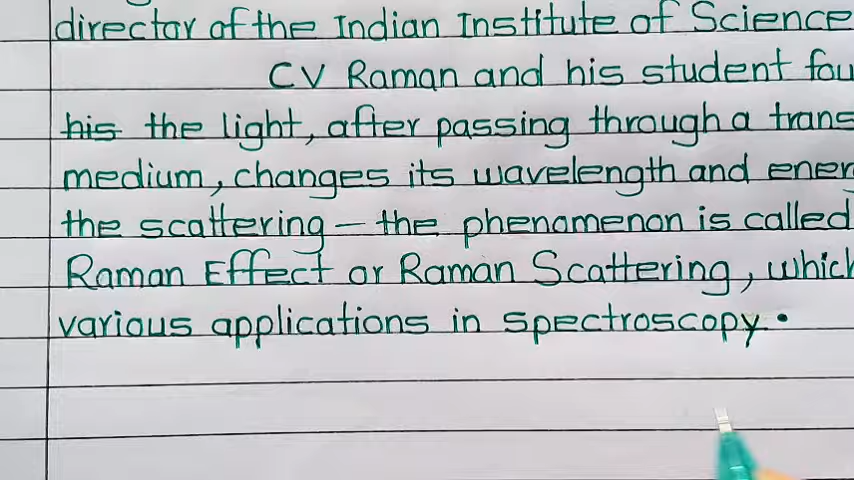 director of the Indian Institute of Science
CV Raman and his student fou
his the light, after passing through a trans
medium, changes its wavelength and ener
the scattering — the phenomenon is called
Raman Effect or Raman Scattering, which
various applications in spectroscopy.